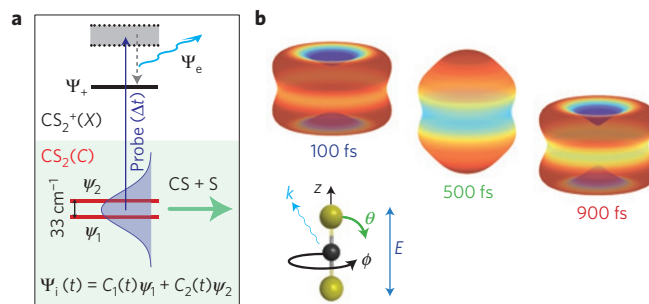 a
Ψ+
Ψe
CS2+(X)
Probe (Δt)
CS2(C)
33 cm−1
ψ2
ψ1
CS + S
Ψi (t) = C1(t)ψ1 + C2(t)ψ2
b
100 fs
500 fs
900 fs
z
k
θ
E
ϕ